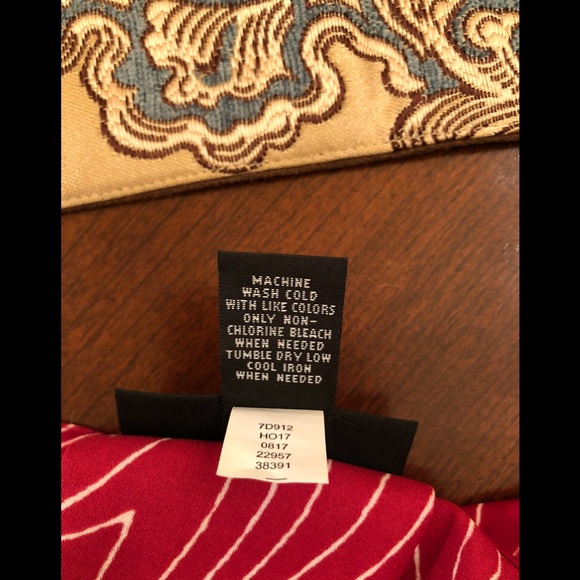 MACHINE
WASH COLD
WITH LIKE COLORS
ONLY NON-
CHLORINE BLEACH
WHEN NEEDED
TUMBLE DRY LOW
COOL IRON
WHEN NEEDED
7D912
HO17
0817
22957
38391